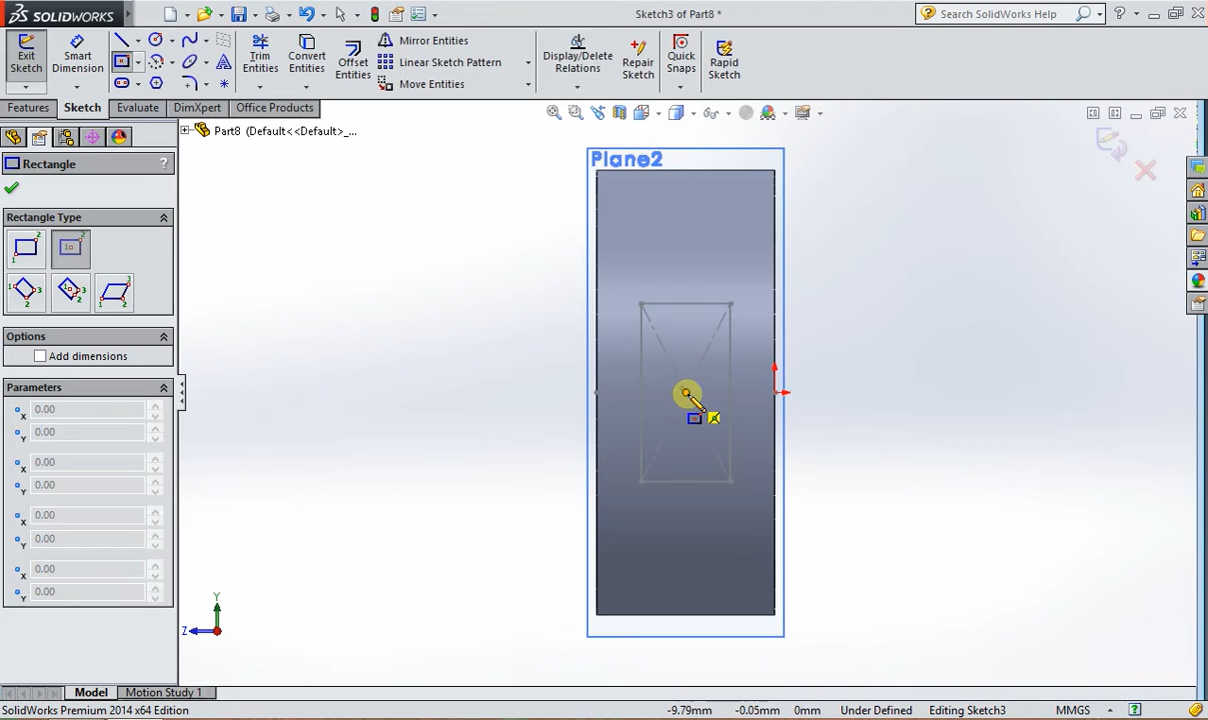 SOLIDWORKS
Sketch3 of Part8 *
Search SolidWorks Help
Exit Sketch
Smart Dimension
Trim Entities
Convert Entities
Offset Entities
Mirror Entities
Linear Sketch Pattern
Move Entities
Display/Delete Relations
Repair Sketch
Quick Snaps
Rapid Sketch
Features
Sketch
Evaluate
DimXpert
Office Products
Part8 (Default<<Default>_...
Rectangle
?
Rectangle Type
Options
Add dimensions
Parameters
0.00
0.00
0.00
0.00
0.00
0.00
0.00
0.00
Plane2
Y
Z
Model
Motion Study 1
SolidWorks Premium 2014 x64 Edition
-9.79mm
-0.05mm
0mm
Under Defined
Editing Sketch3
MMGS